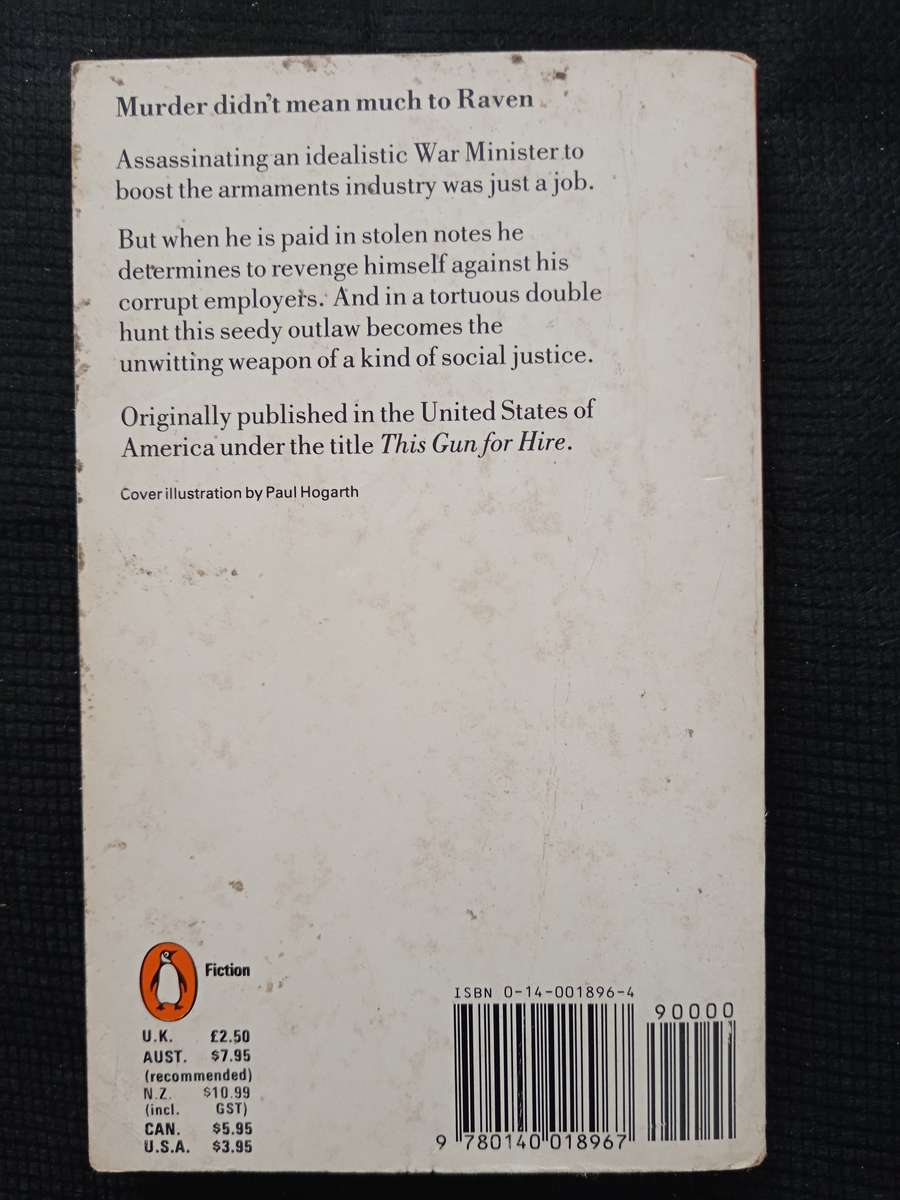 Murder didn't mean much to Raven
Assassinating an idealistic War Minister to
boost the armaments industry was just a job.
But when he is paid in stolen notes he
determines to revenge himself against his
corrupt employers. And in a tortuous double
hunt this seedy outlaw becomes the
unwitting weapon of a kind of social justice.
Originally published in the United States of
America under the title This Gun for Hire.
Cover illustration by Paul Hogarth
Fiction
U.K. £2.50
AUST. $7.95
(recommended)
N.Z. $10.99
(incl. GST)
CAN. $5.95
U.S.A. $3.95
ISBN 0-14-001896-4
90000
9 780140 018967